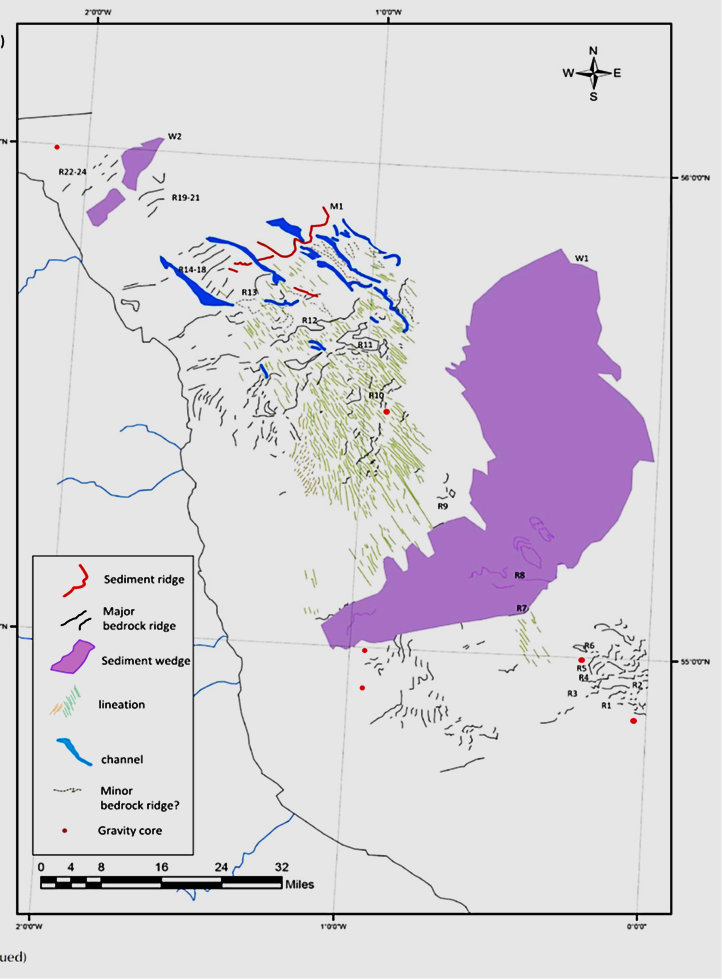 2°0'0"W
1°0'0"W
)
N
W
E
S
°N
W2
R22-24
R19-21
56°0'0"N
M1
R14-18
W1
R13
R12
R11
R10
R9
R8
R7
°N
R6
R5
R4
R2
R3
R1
55°0'0"N
Sediment ridge
Major
bedrock ridge
Sediment wedge
lineation
channel
Minor
bedrock ridge?
Gravity core
0 4 8 16 24 32
Miles
2°0'0"W
1°0'0"W
0°0'0"
ued)